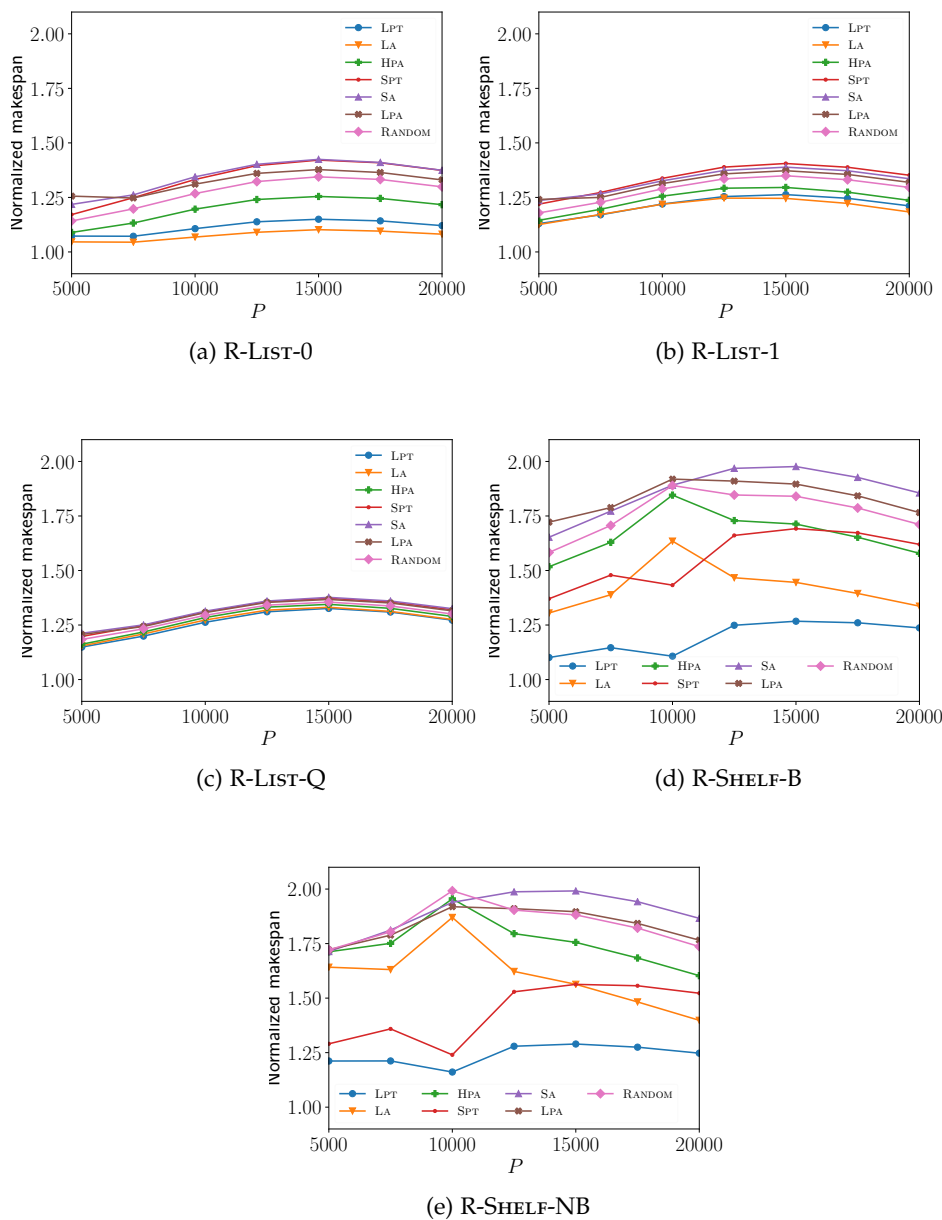 2.00
1.75
1.50
1.25
1.00
Normalized makespan
LPT
LA
HPA
SPT
SA
LPA
RANDOM
5000 10000 15000 20000
P
(a) R-LIST-0
2.00
1.75
1.50
1.25
1.00
Normalized makespan
LPT
LA
HPA
SPT
SA
LPA
RANDOM
5000 10000 15000 20000
P
(b) R-LIST-1
2.00
1.75
1.50
1.25
1.00
Normalized makespan
LPT
LA
HPA
SPT
SA
LPA
RANDOM
5000 10000 15000 20000
P
(c) R-LIST-Q
2.00
1.75
1.50
1.25
1.00
Normalized makespan
LPT HPA SA RANDOM
LA SPT LPA
5000 10000 15000 20000
P
(d) R-SHELF-B
2.00
1.75
1.50
1.25
1.00
Normalized makespan
LPT HPA SA RANDOM
LA SPT LPA
5000 10000 15000 20000
P
(e) R-SHELF-NB